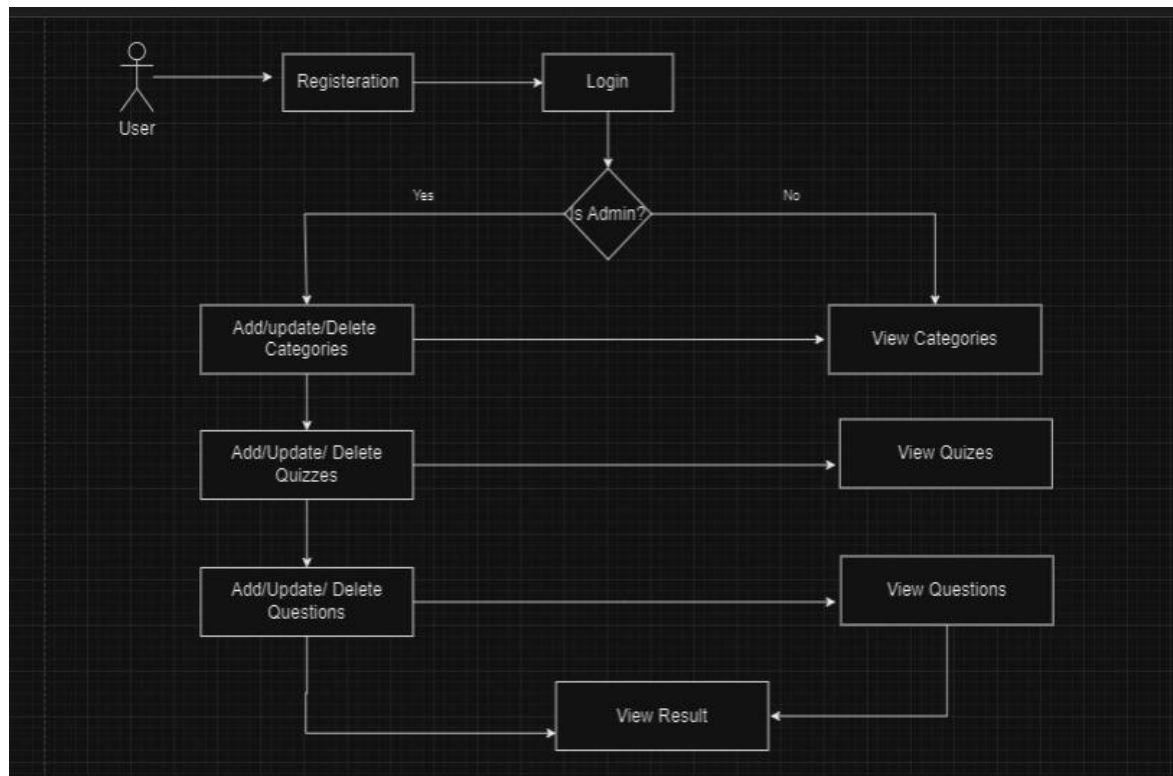 Registeration
Login
User
Yes
Is Admin?
No
Add/update/Delete
Categories
View Categories
Add/Update/ Delete
Quizzes
View Quizes
Add/Update/ Delete
Questions
View Questions
View Result